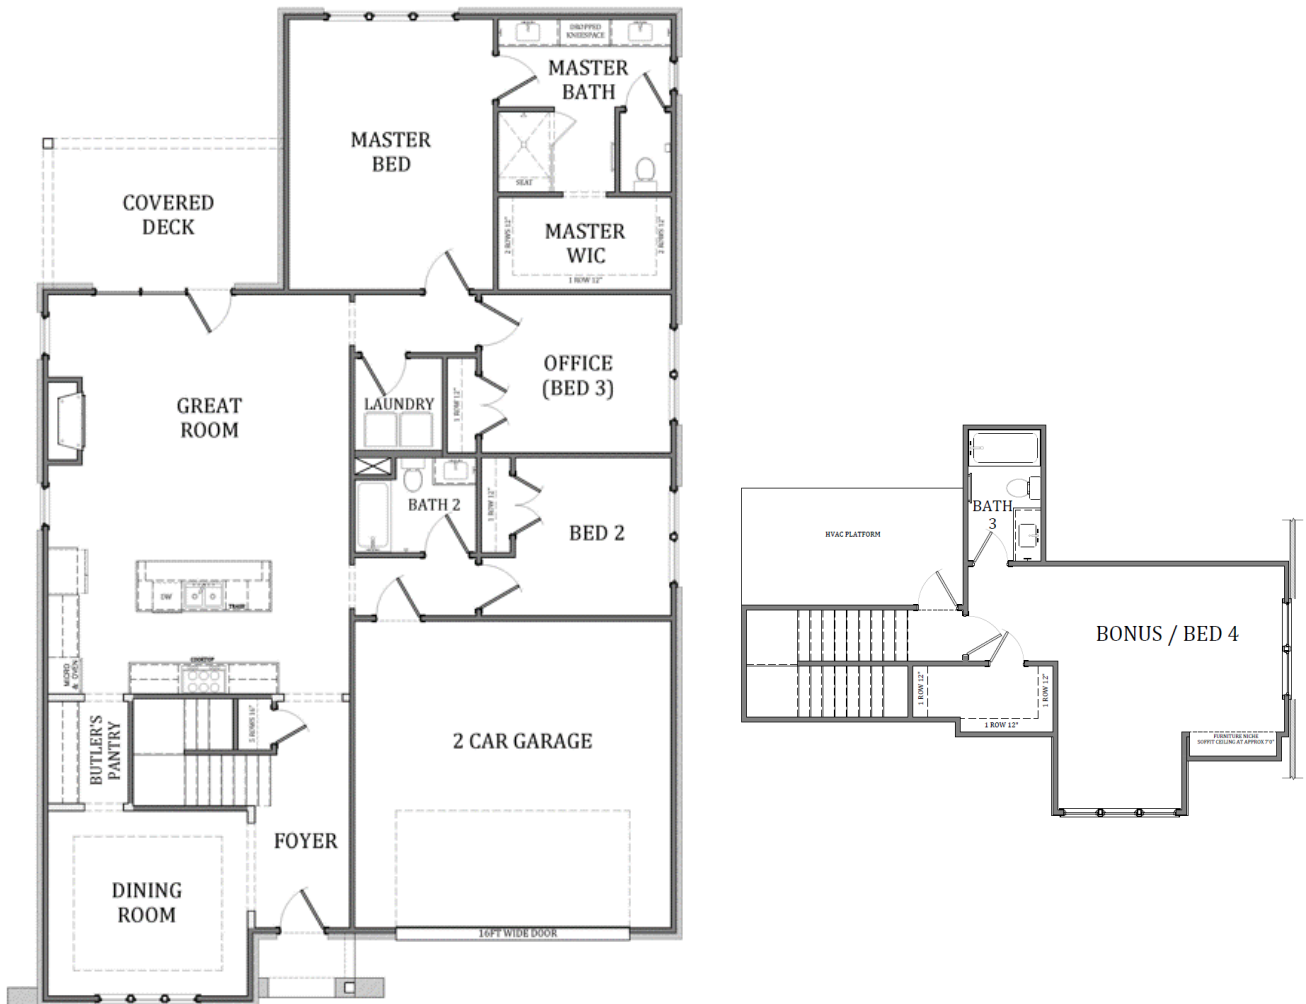 DROPPED
KNEESPACE
MASTER
BATH
MASTER
BED
SEAT
COVERED
DECK
2 ROWS 12"
MASTER
WIC
2 ROWS 12"
1 ROW 12"
OFFICE
(BED 3)
GREAT
ROOM
LAUNDRY
1 ROW 12"
BATH 2
1 ROW 12"
BED 2
DW
TRASH
MICRO
& OVEN
COOKTOP
BUTLER'S
PANTRY
5 ROWS 16"
2 CAR GARAGE
FOYER
DINING
ROOM
16FT WIDE DOOR
BATH
3
HVAC PLATFORM
BONUS / BED 4
1 ROW 12"
1 ROW 12"
1 ROW 12"
FURNITURE NICHE
SOFFIT CEILING AT APPROX 7'0"